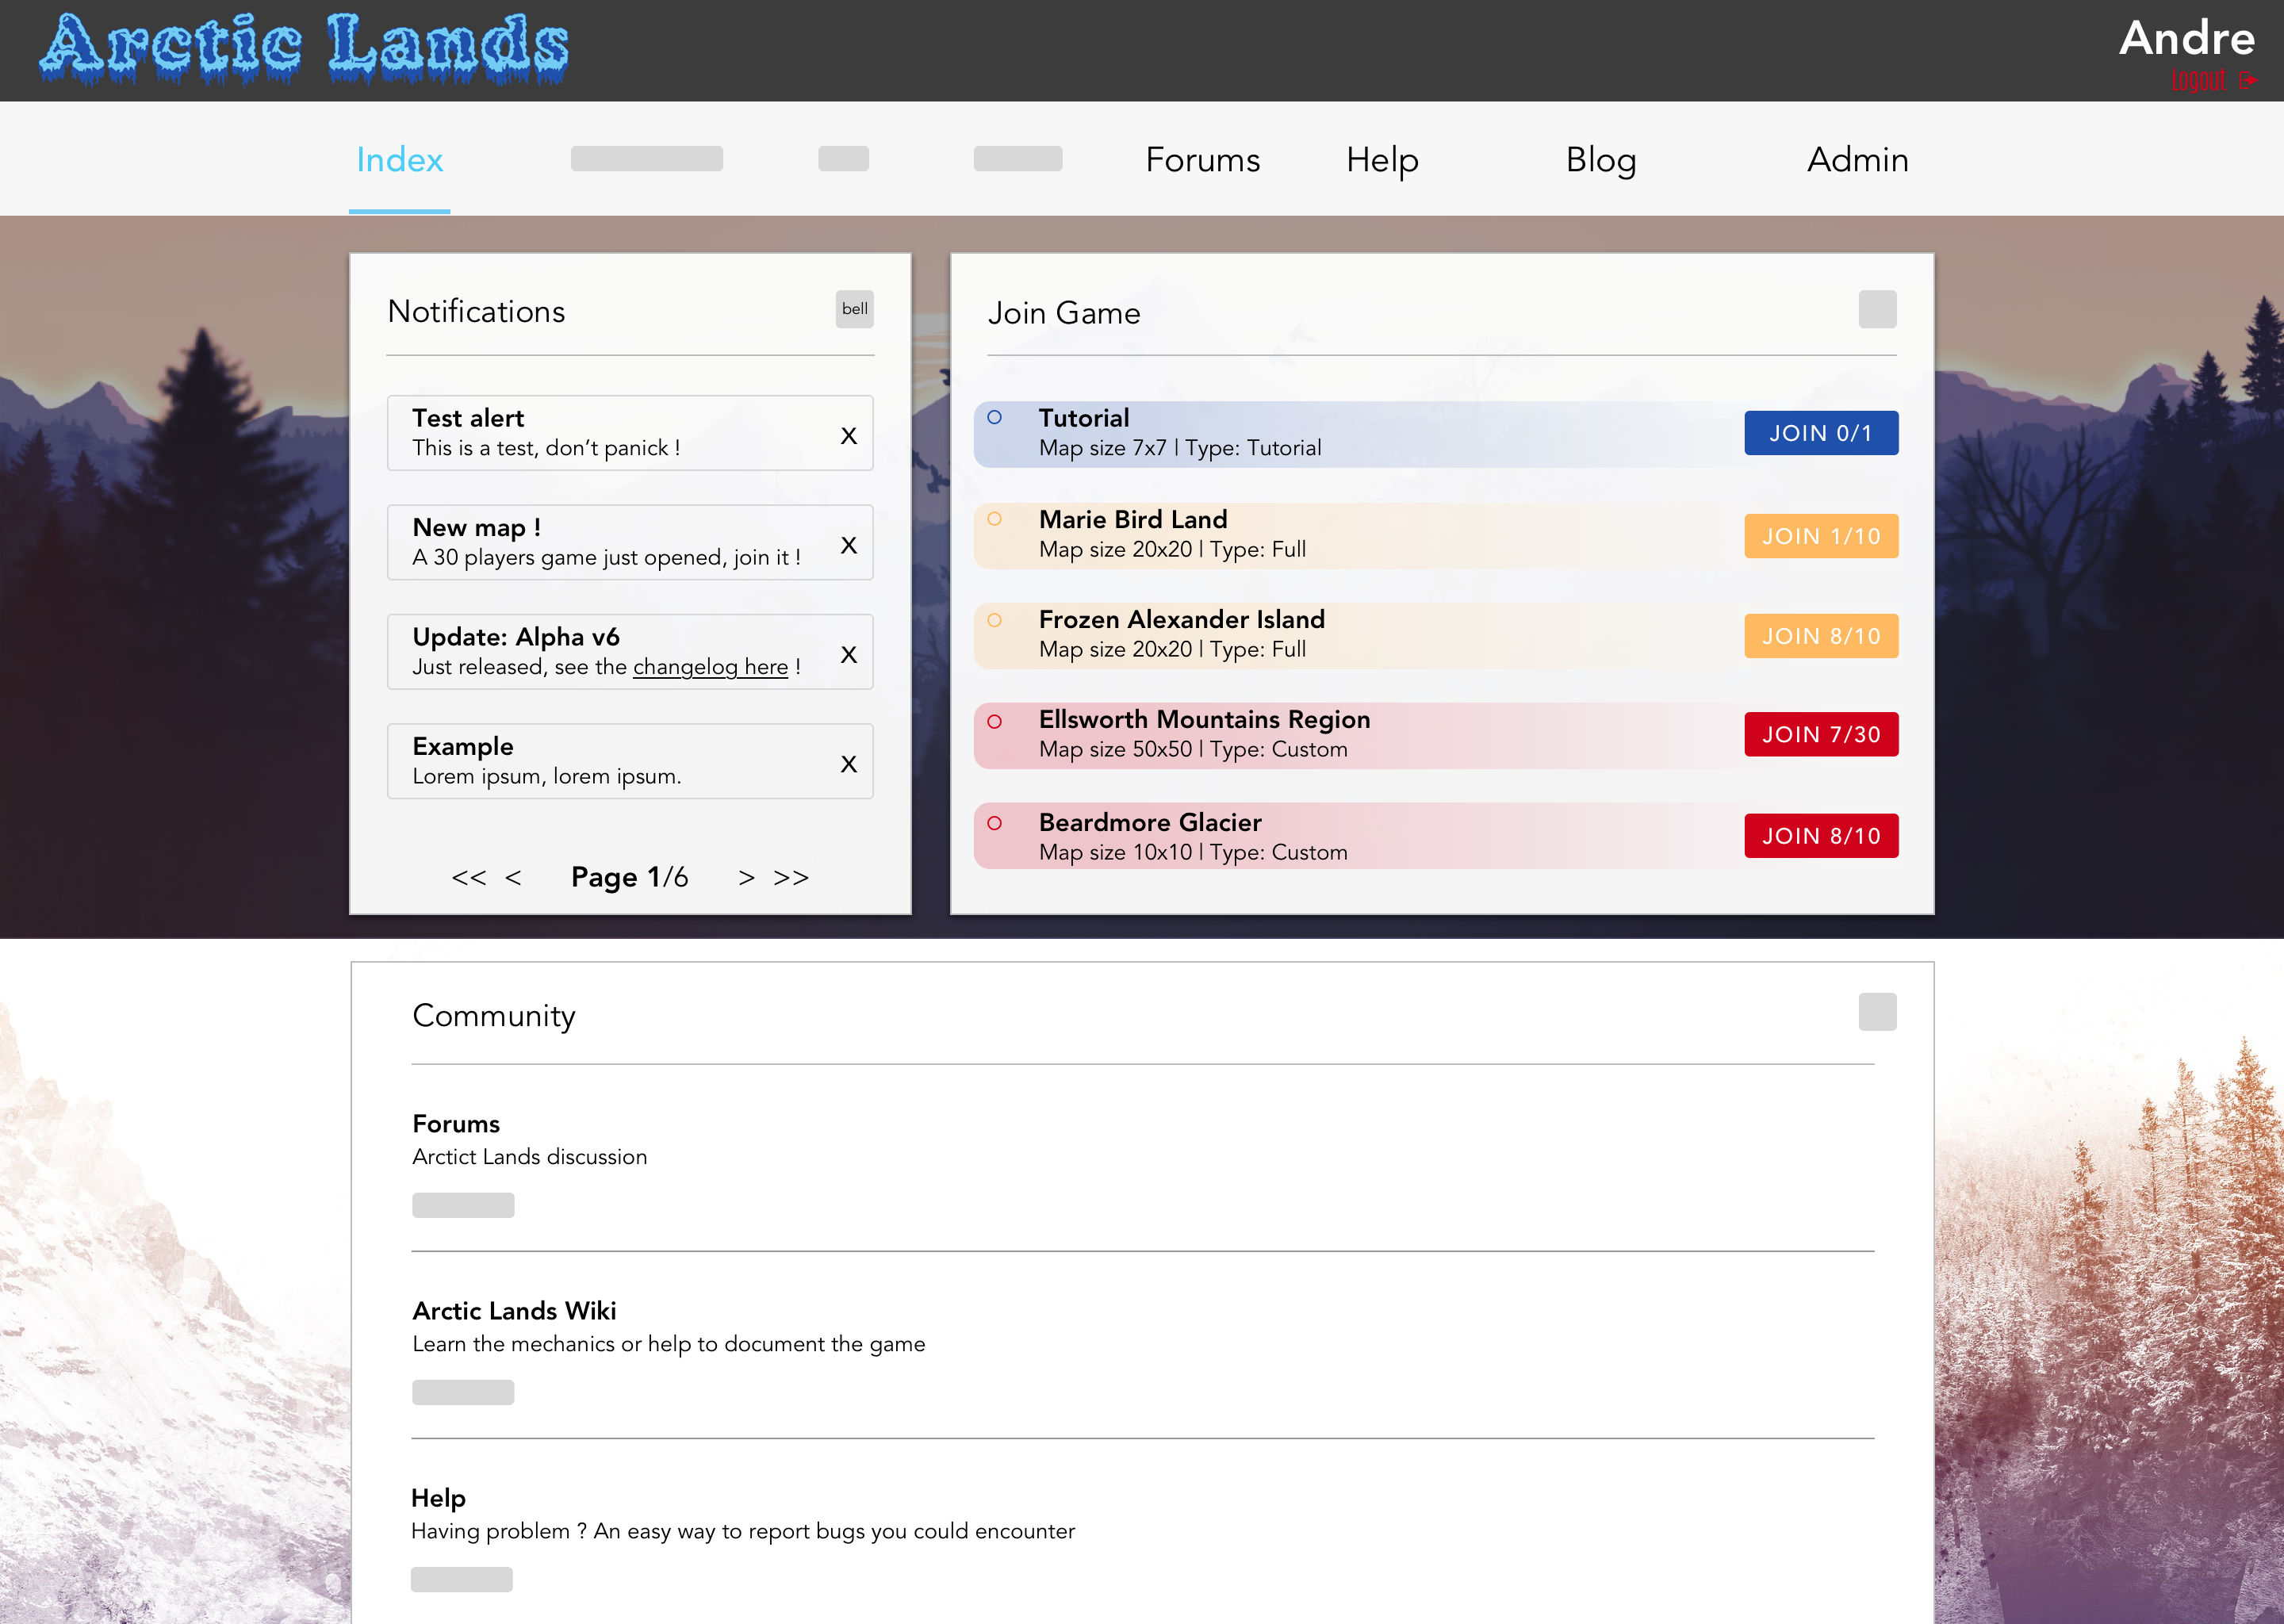 Arctic Lands
Andre
Logout
Index
Forums
Help
Blog
Admin
Notifications
bell
Test alert
This is a test, don’t panick !
X
New map !
A 30 players game just opened, join it !
X
Update: Alpha v6
Just released, see the changelog here !
X
Example
Lorem ipsum, lorem ipsum.
X
<< < Page 1/6 > >>
Join Game
Tutorial
Map size 7x7 | Type: Tutorial
JOIN 0/1
Marie Bird Land
Map size 20x20 | Type: Full
JOIN 1/10
Frozen Alexander Island
Map size 20x20 | Type: Full
JOIN 8/10
Ellsworth Mountains Region
Map size 50x50 | Type: Custom
JOIN 7/30
Beardmore Glacier
Map size 10x10 | Type: Custom
JOIN 8/10
Community
Forums
Arctict Lands discussion
Arctic Lands Wiki
Learn the mechanics or help to document the game
Help
Having problem ? An easy way to report bugs you could encounter